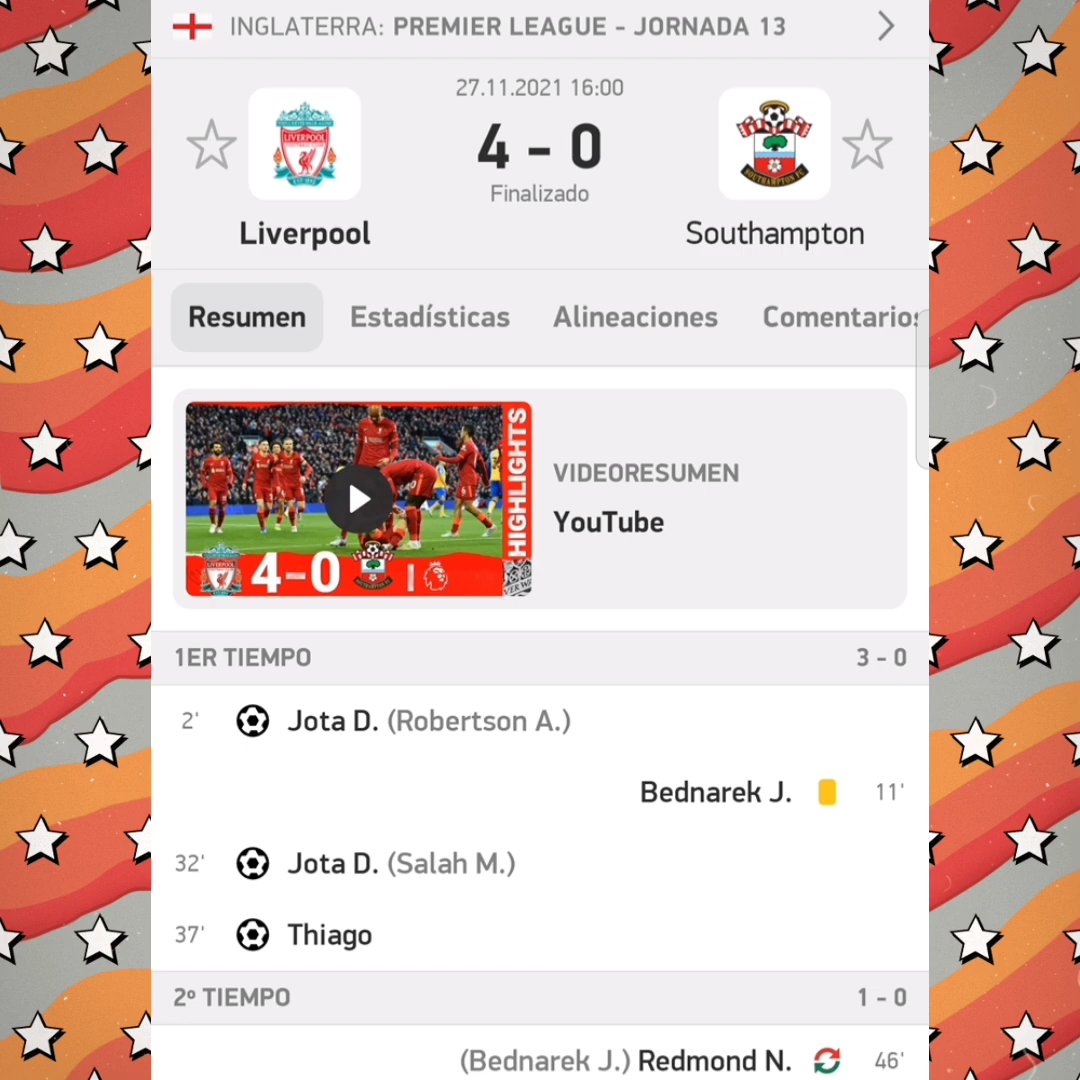 INGLATERRA: PREMIER LEAGUE - JORNADA 13
27.11.2021 16:00
4 - 0
Finalizado
Liverpool
Southampton
Resumen Estadísticas Alineaciones Comentarios
HIGHLIGHTS
4-0
VIDEORESUMEN
YouTube
1ER TIEMPO 3 - 0
2' Jota D. (Robertson A.)
Bednarek J. 11'
32' Jota D. (Salah M.)
37' Thiago
2º TIEMPO 1 - 0
(Bednarek J.) Redmond N. 46'